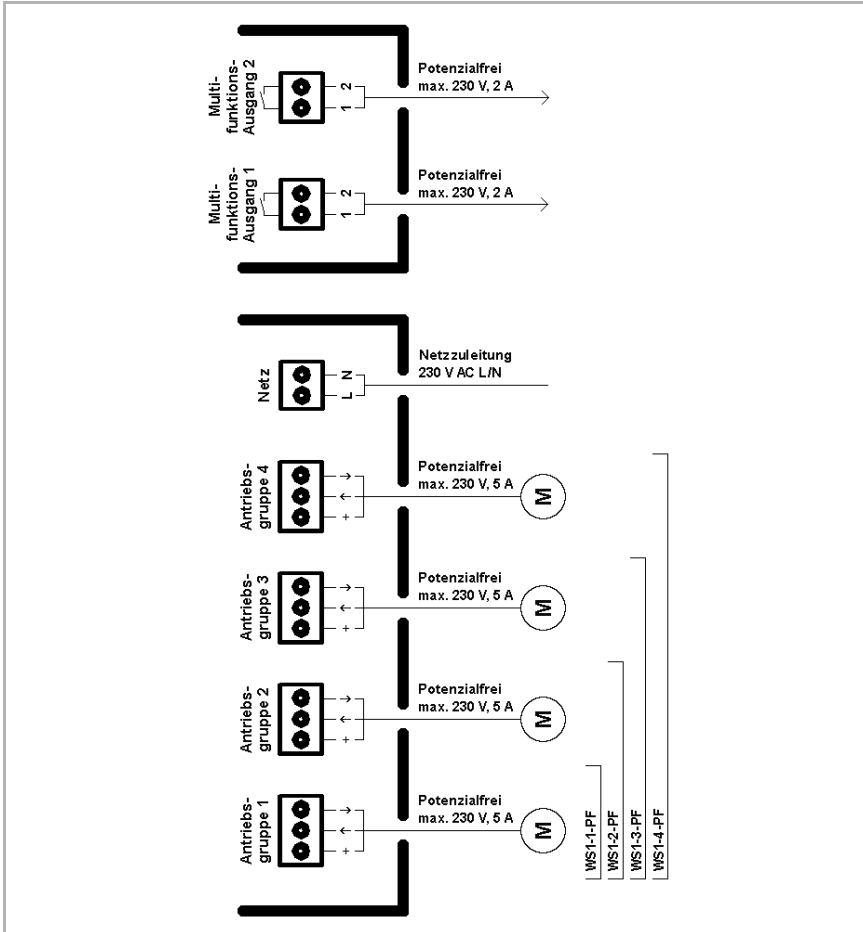 Multi-
funktions-
Ausgang 2
1 2
Potenzialfrei
max. 230 V, 2 A
Multi-
funktions-
Ausgang 1
1 2
Potenzialfrei
max. 230 V, 2 A
Netz
L N
Netzzuleitung
230 V AC L/N
Antriebs-
gruppe 4
+ ← →
Potenzialfrei
max. 230 V, 5 A
M
Antriebs-
gruppe 3
+ ← →
Potenzialfrei
max. 230 V, 5 A
M
Antriebs-
gruppe 2
+ ← →
Potenzialfrei
max. 230 V, 5 A
M
Antriebs-
gruppe 1
+ ← →
Potenzialfrei
max. 230 V, 5 A
M
WS1-1-PF
WS1-2-PF
WS1-3-PF
WS1-4-PF